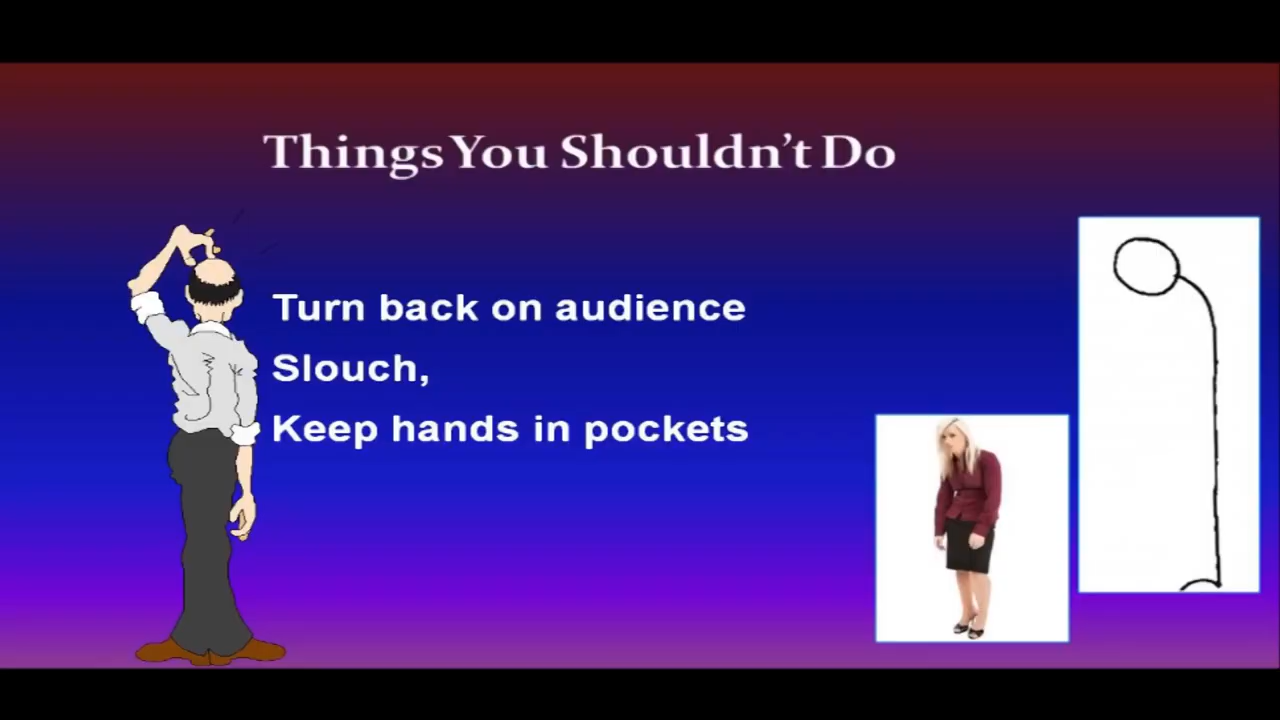 Things You Shouldn't Do
Turn back on audience
Slouch,
Keep hands in pockets